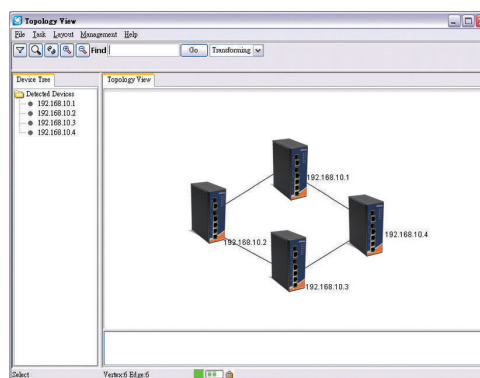 Topology View
File Task Layout Management Help
Find Go Transforming
Device Tree
Topology View
Detected Devices
192.168.10.1
192.168.10.2
192.168.10.3
192.168.10.4
192.168.10.1
192.168.10.2
192.168.10.4
192.168.10.3
Select Vertex:6 Edge:6